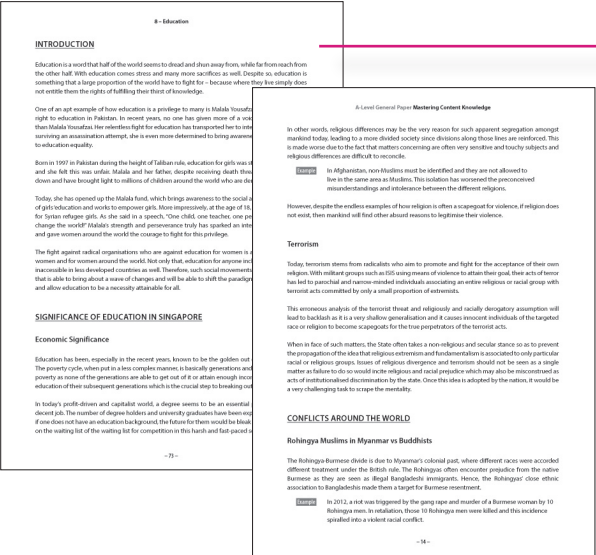 8 – Education
INTRODUCTION
Education is a word that half of the world seems to dread and shun away from, while far from reach from
the other half. With education comes stress and many more sacrifices as well. Despite so, education is
something that a large proportion of the world have to fight for – because where they live simply does
not entitle them the rights of fulfilling their thirst of knowledge.
One of an apt example of how education is a privilege to many is Malala Yousafz
right to education in Pakistan. In recent years, no one has given more of a voic
than Malala Yousafzai. Her relentless fight for education has transported her to inte
surviving an assassination attempt, she is even more determined to bring awarene
to education equality.
Born in 1997 in Pakistan during the height of Taliban rule, education for girls was st
and she felt this was unfair. Malala and her father, despite receiving death threa
down and have brought light to millions of children around the world who are den
Today, she has opened up the Malala fund, which brings awareness to the social a
of girls education and works to empower girls. More impressively, at the age of 18,
for Syrian refugee girls. As she said in a speech, "One child, one teacher, one pe
change the world!" Malala's strength and perseverance truly has sparked an inte
and gave women around the world the courage to fight for this privilege.
The fight against radical organisations who are against education for women is a
women and for women around the world. Not only that, education for anyone incl
inaccessible in less developed countries as well. Therefore, such social movements
that is able to bring about a wave of changes and will be able to shift the paradigm
and allow education to be a necessity attainable for all.
SIGNIFICANCE OF EDUCATION IN SINGAPORE
Economic Significance
Education has been, especially in the recent years, known to be the golden out
The poverty cycle, when put in a less complex manner, is basically generations and
poverty as none of the generations are able to get out of it or attain enough incom
education of their subsequent generations which is the crucial step to breaking out
In today's profit-driven and capitalist world, a degree seems to be an essential
decent job. The number of degree holders and university graduates have been exp
if one does not have an education background, the future for them would be bleak
on the waiting list of the waiting list for competition in this harsh and fast-paced s
– 73 –
A-Level General Paper Mastering Content Knowledge
In other words, religious differences may be the very reason for such apparent segregation amongst
mankind today, leading to a more divided society since divisions along those lines are reinforced. This
is made worse due to the fact that matters concerning are often very sensitive and touchy subjects and
religious differences are difficult to reconcile.
Example In Afghanistan, non-Muslims must be identified and they are not allowed to
live in the same area as Muslims. This isolation has worsened the preconceived
misunderstandings and intolerance between the different religions.
However, despite the endless examples of how religion is often a scapegoat for violence, if religion does
not exist, then mankind will find other absurd reasons to legitimise their violence.
Terrorism
Today, terrorism stems from radicalists who aim to promote and fight for the acceptance of their own
religion. With militant groups such as ISIS using means of violence to attain their goal, their acts of terror
has led to parochial and narrow-minded individuals associating an entire religious or racial group with
terrorist acts committed by only a small proportion of extremists.
This erroneous analysis of the terrorist threat and religiously and racially derogatory assumption will
lead to backlash as it is a very shallow generalisation and it causes innocent individuals of the targeted
race or religion to become scapegoats for the true perpetrators of the terrorist acts.
When in face of such matters, the State often takes a non-religious and secular stance so as to prevent
the propagation of the idea that religious extremism and fundamentalism is associated to only particular
racial or religious groups. Issues of religious divergence and terrorism should not be seen as a single
matter as failure to do so would incite religious and racial prejudice which may also be misconstrued as
acts of institutionalised discrimination by the state. Once this idea is adopted by the nation, it would be
a very challenging task to scrape the mentality.
CONFLICTS AROUND THE WORLD
Rohingya Muslims in Myanmar vs Buddhists
The Rohingya-Burmese divide is due to Myanmar's colonial past, where different races were accorded
different treatment under the British rule. The Rohingyas often encounter prejudice from the native
Burmese as they are seen as illegal Bangladeshi immigrants. Hence, the Rohingyas' close ethnic
association to Bangladeshis made them a target for Burmese resentment.
Example In 2012, a riot was triggered by the gang rape and murder of a Burmese woman by 10
Rohingya men. In retaliation, those 10 Rohingya men were killed and this incidence
spiralled into a violent racial conflict.
– 14 –